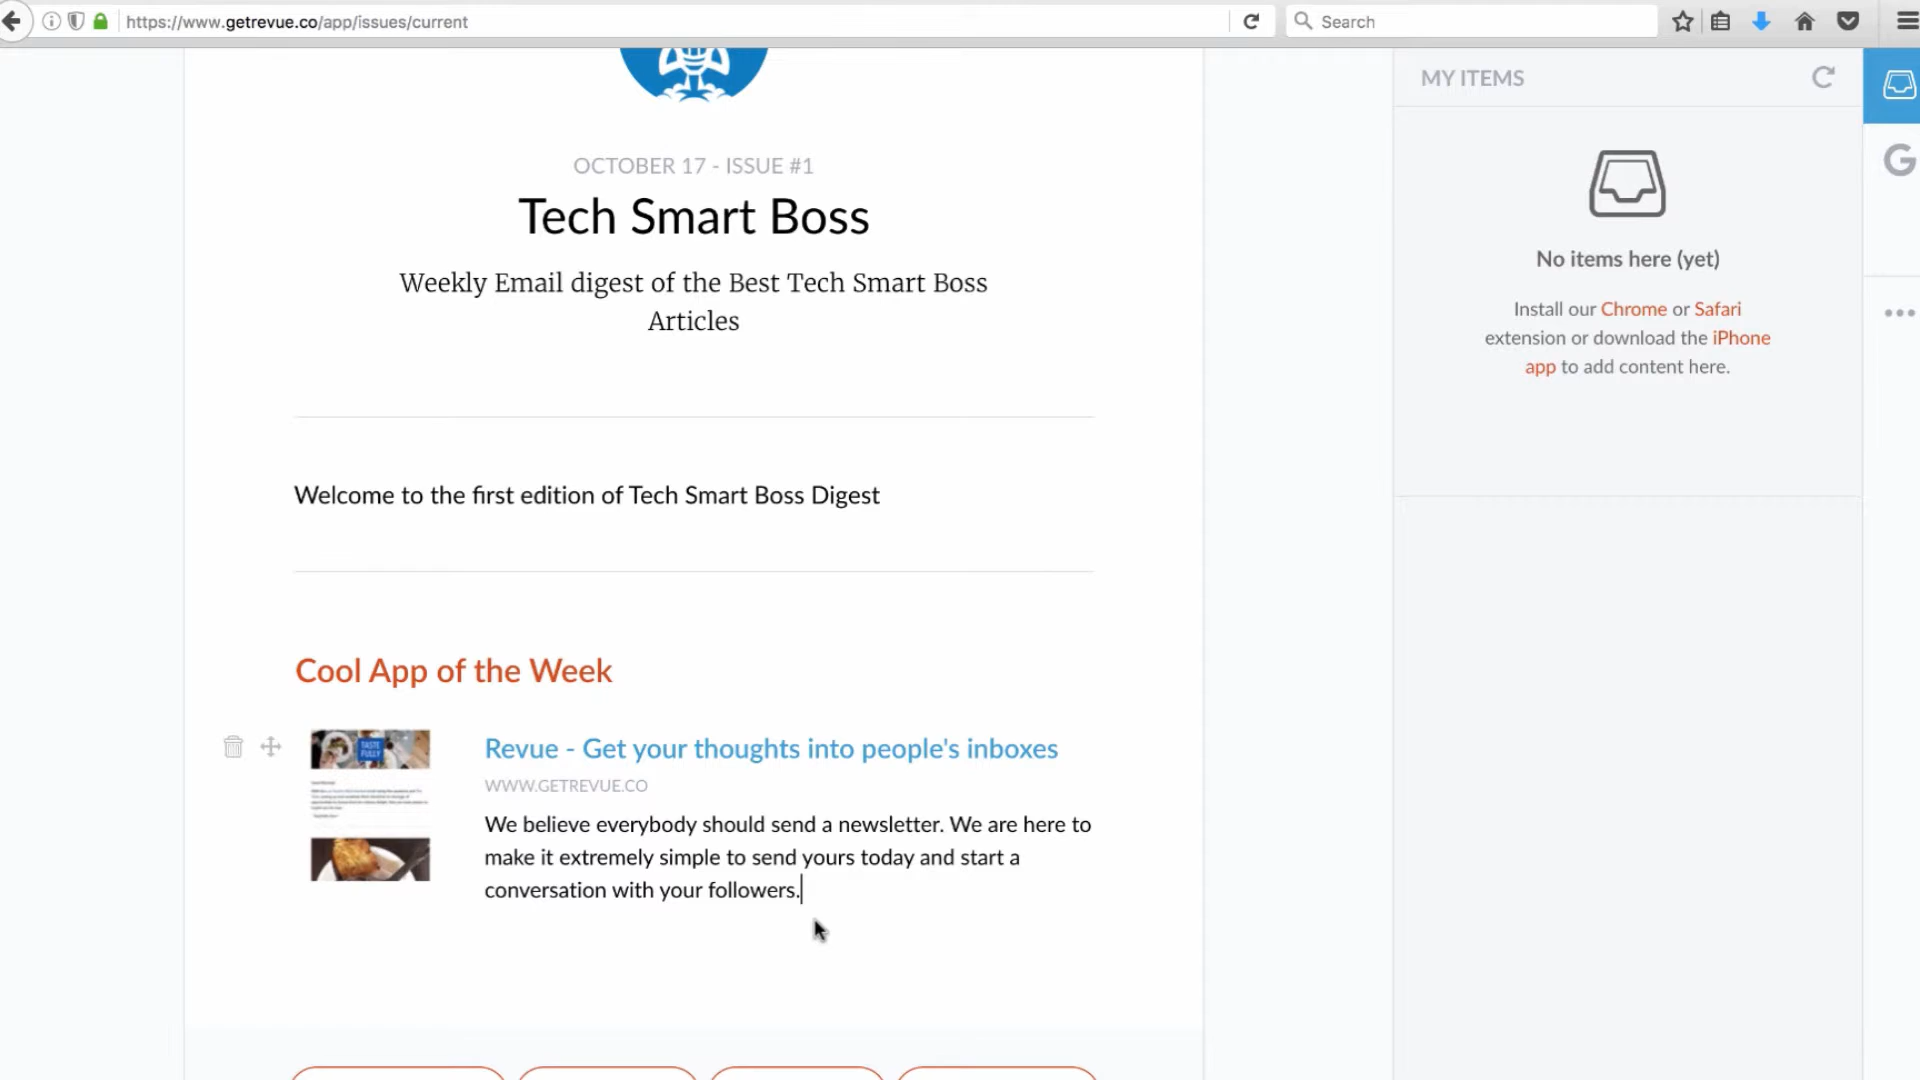 https://www.getrevue.co/app/issues/current
Search
MY ITEMS
OCTOBER 17 - ISSUE #1
Tech Smart Boss
Weekly Email digest of the Best Tech Smart Boss
Articles
No items here (yet)
Install our Chrome or Safari
extension or download the iPhone
app to add content here.
Welcome to the first edition of Tech Smart Boss Digest
Cool App of the Week
TASTE
FULLY
Revue - Get your thoughts into people's inboxes
WWW.GETREVUE.CO
We believe everybody should send a newsletter. We are here to
make it extremely simple to send yours today and start a
conversation with your followers.